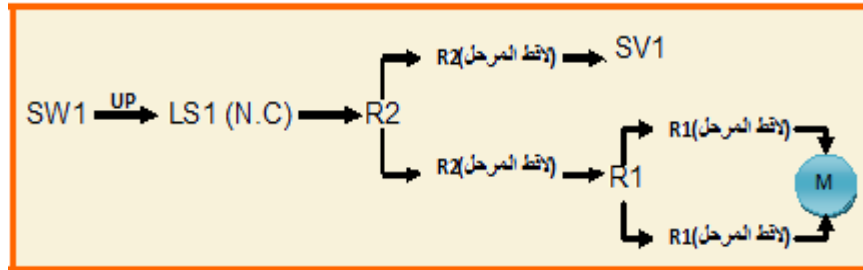 R2(لاقط المرحل) SV1
SW1 UP LS1 (N.C) R2
R1(لاقط المرحل)
R2(لاقط المرحل) R1 M
R1(لاقط المرحل)